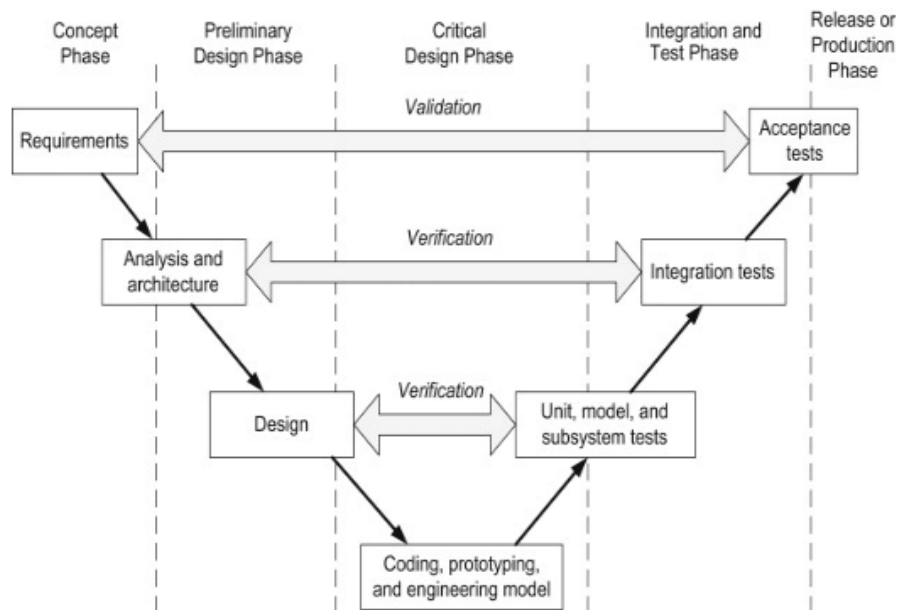 Concept
Phase
Preliminary
Design Phase
Critical
Design Phase
Integration and
Test Phase
Release or
Production
Phase
Validation
Requirements
Acceptance
tests
Verification
Analysis and
architecture
Integration tests
Verification
Design
Unit, model, and
subsystem tests
Coding, prototyping,
and engineering model